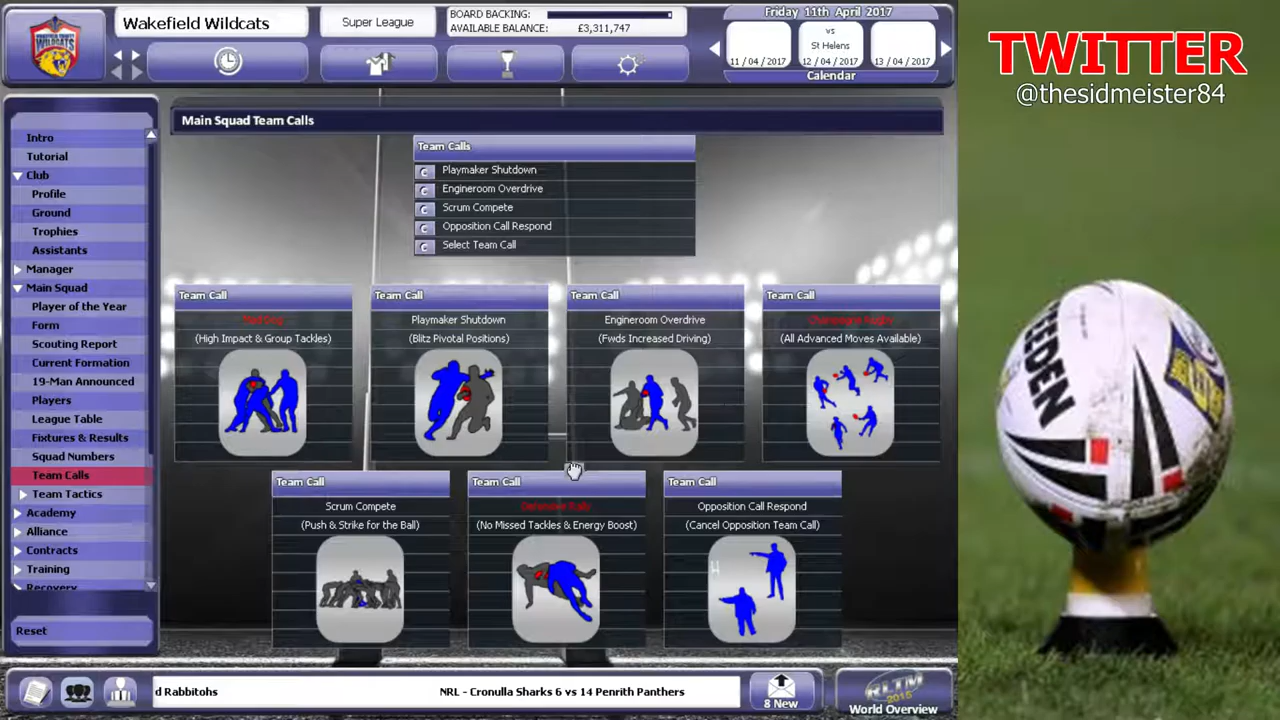 Wakefield Wildcats
Super League
BOARD BACKING:
AVAILABLE BALANCE: £3,311,747
Friday 11th April 2017
vs
St Helens
11 / 04 / 2017
12 / 04 / 2017
13 / 04 / 2017
Calendar
TWITTER
@thesidmeister84
Intro
Tutorial
Club
Profile
Ground
Trophies
Assistants
Manager
Main Squad
Player of the Year
Form
Scouting Report
Current Formation
19-Man Announced
Players
League Table
Fixtures & Results
Squad Numbers
Team Calls
Team Tactics
Academy
Alliance
Contracts
Training
Recovery
Reset
Main Squad Team Calls
Team Calls
C Playmaker Shutdown
C Engineroom Overdrive
C Scrum Compete
C Opposition Call Respond
C Select Team Call
Team Call
(High Impact & Group Tackles)
Team Call
Playmaker Shutdown
(Blitz Pivotal Positions)
Team Call
Engineroom Overdrive
(Fwds Increased Driving)
Team Call
Champagne Rugby
(All Advanced Moves Available)
Team Call
Scrum Compete
(Push & Strike for the Ball)
Team Call
(No Missed Tackles & Energy Boost)
Team Call
Opposition Call Respond
(Cancel Opposition Team Call)
d Rabbitohs
NRL - Cronulla Sharks 6 vs 14 Penrith Panthers
8 New
RLTM
2015
World Overview
STEEDEN